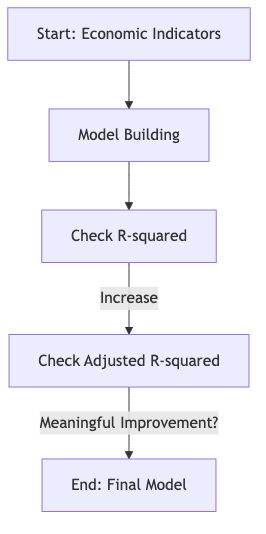 Start: Economic Indicators
Model Building
Check R-squared
Increase
Check Adjusted R-squared
Meaningful Improvement?
End: Final Model